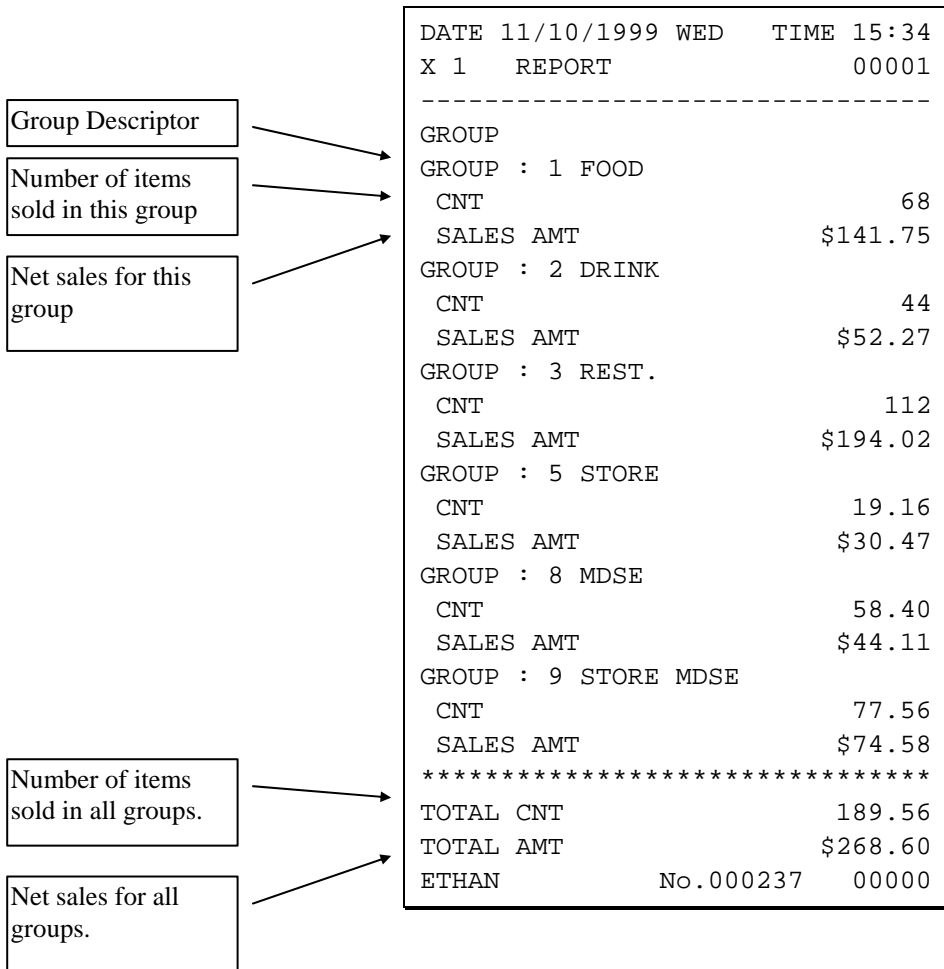 DATE 11/10/1999 WED TIME 15:34
X 1 REPORT 00001
--------------------------------
GROUP
GROUP : 1 FOOD
CNT 68
SALES AMT $141.75
GROUP : 2 DRINK
CNT 44
SALES AMT $52.27
GROUP : 3 REST.
CNT 112
SALES AMT $194.02
GROUP : 5 STORE
CNT 19.16
SALES AMT $30.47
GROUP : 8 MDSE
CNT 58.40
SALES AMT $44.11
GROUP : 9 STORE MDSE
CNT 77.56
SALES AMT $74.58
********************************
TOTAL CNT 189.56
TOTAL AMT $268.60
ETHAN No.000237 00000
Group Descriptor
Number of items
sold in this group
Net sales for this
group
Number of items
sold in all groups.
Net sales for all
groups.